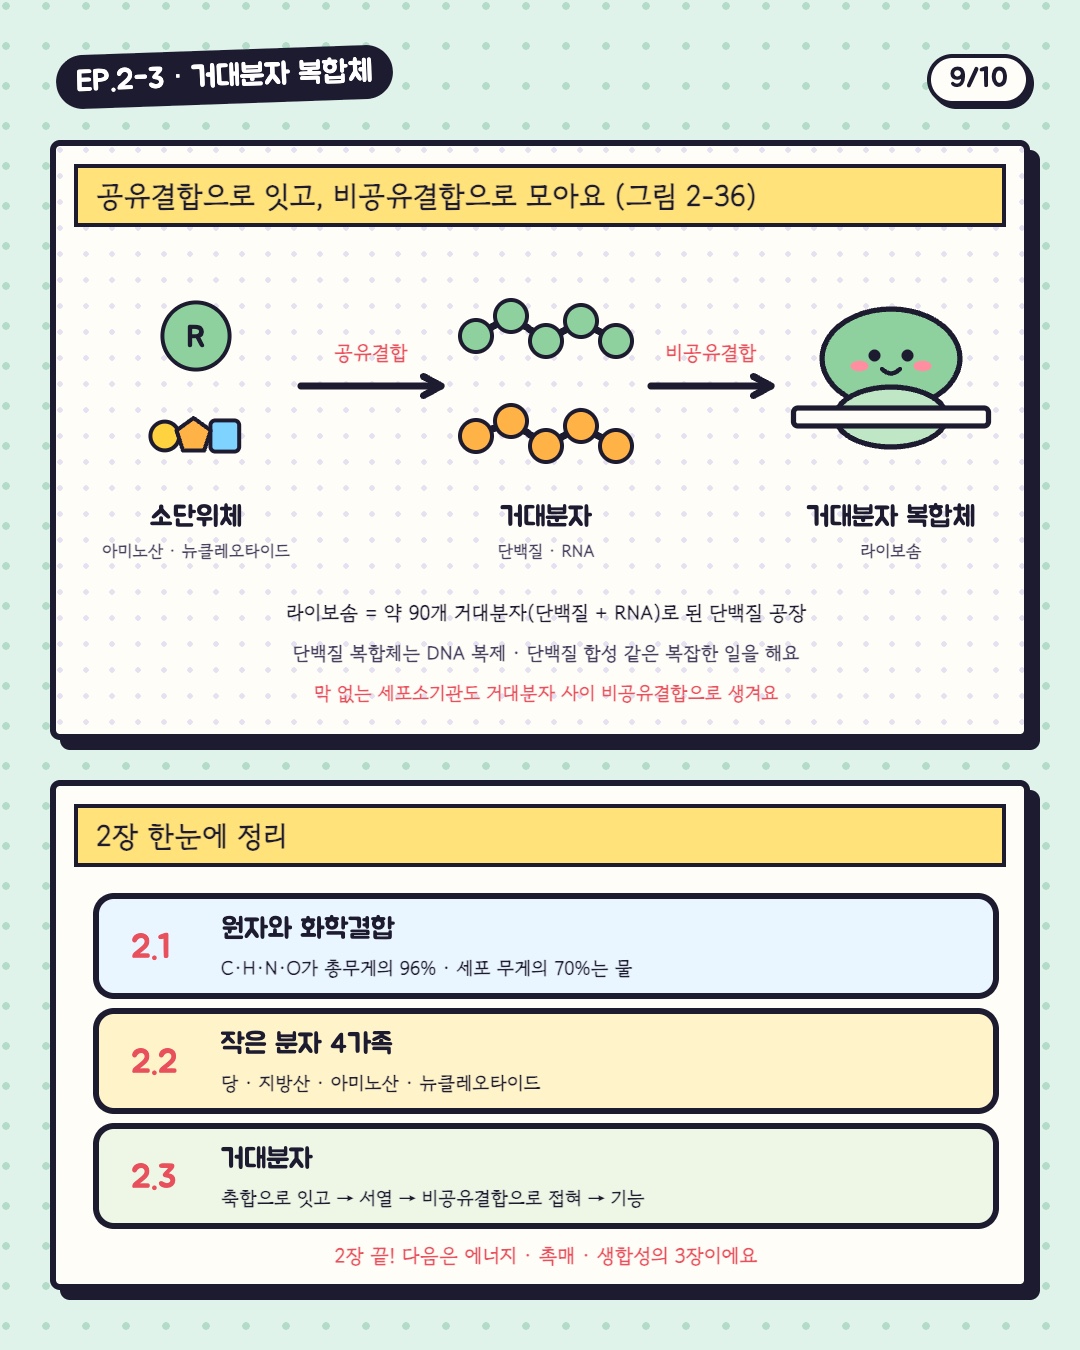 EP.2-3 · 거대분자 복합체
9/10
공유결합으로 잇고, 비공유결합으로 모아요 (그림 2-36)
R
공유결합
비공유결합
소단위체
거대분자
거대분자 복합체
아미노산 · 뉴클레오타이드
단백질 · RNA
라이보솜
라이보솜 = 약 90개 거대분자(단백질 + RNA)로 된 단백질 공장
단백질 복합체는 DNA 복제 · 단백질 합성 같은 복잡한 일을 해요
막 없는 세포소기관도 거대분자 사이 비공유결합으로 생겨요
2장 한눈에 정리
2.1
원자와 화학결합
C·H·N·O가 총무게의 96% · 세포 무게의 70%는 물
2.2
작은 분자 4가족
당 · 지방산 · 아미노산 · 뉴클레오타이드
2.3
거대분자
축합으로 잇고 → 서열 → 비공유결합으로 접혀 → 기능
2장 끝! 다음은 에너지 · 촉매 · 생합성의 3장이에요